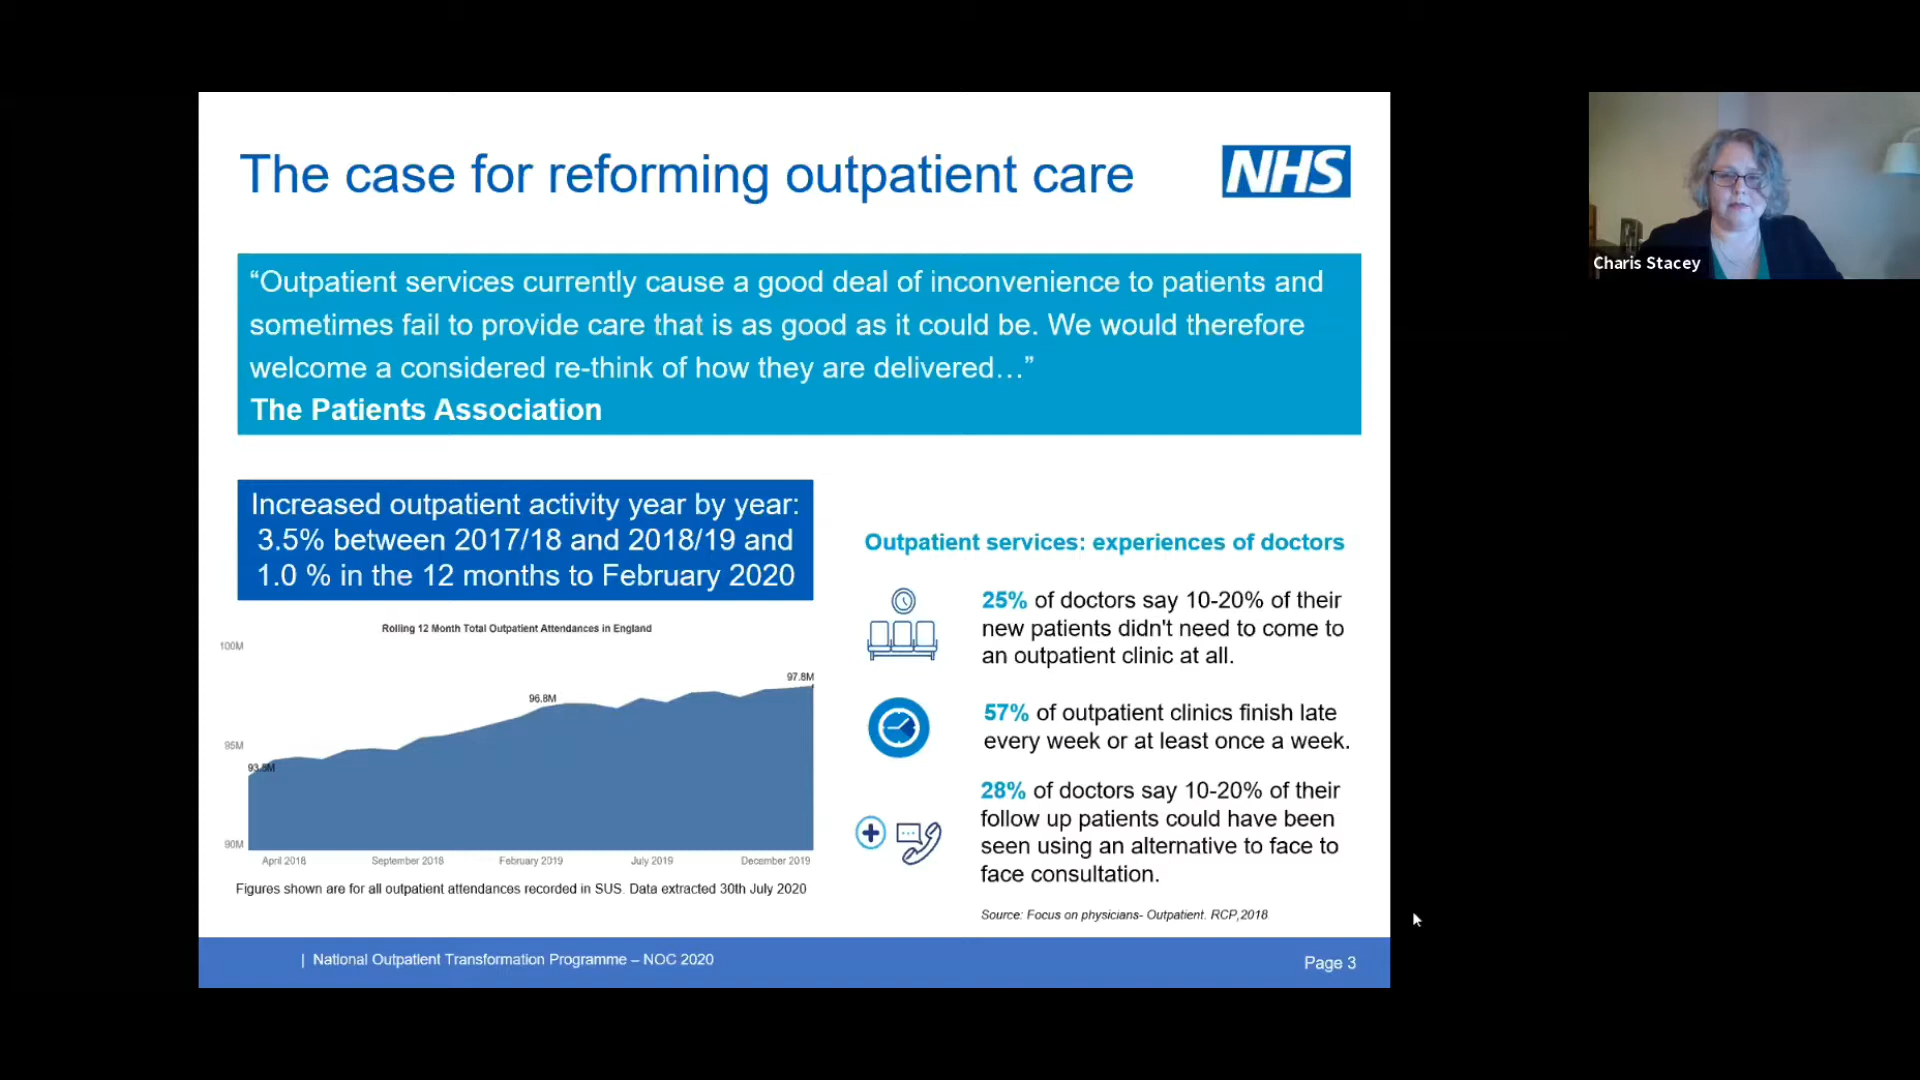 The case for reforming outpatient care
NHS
“Outpatient services currently cause a good deal of inconvenience to patients and
sometimes fail to provide care that is as good as it could be. We would therefore
welcome a considered re-think of how they are delivered…”
The Patients Association
Increased outpatient activity year by year:
3.5% between 2017/18 and 2018/19 and
1.0 % in the 12 months to February 2020
Rolling 12 Month Total Outpatient Attendances in England
100M
97.8M
96.8M
95M
93.8M
90M
April 2018
September 2018
February 2019
July 2019
December 2019
Figures shown are for all outpatient attendances recorded in SUS. Data extracted 30th July 2020
Outpatient services: experiences of doctors
25% of doctors say 10-20% of their
new patients didn't need to come to
an outpatient clinic at all.
57% of outpatient clinics finish late
every week or at least once a week.
28% of doctors say 10-20% of their
follow up patients could have been
seen using an alternative to face to
face consultation.
Source: Focus on physicians- Outpatient. RCP,2018
| National Outpatient Transformation Programme – NOC 2020
Page 3
Charis Stacey